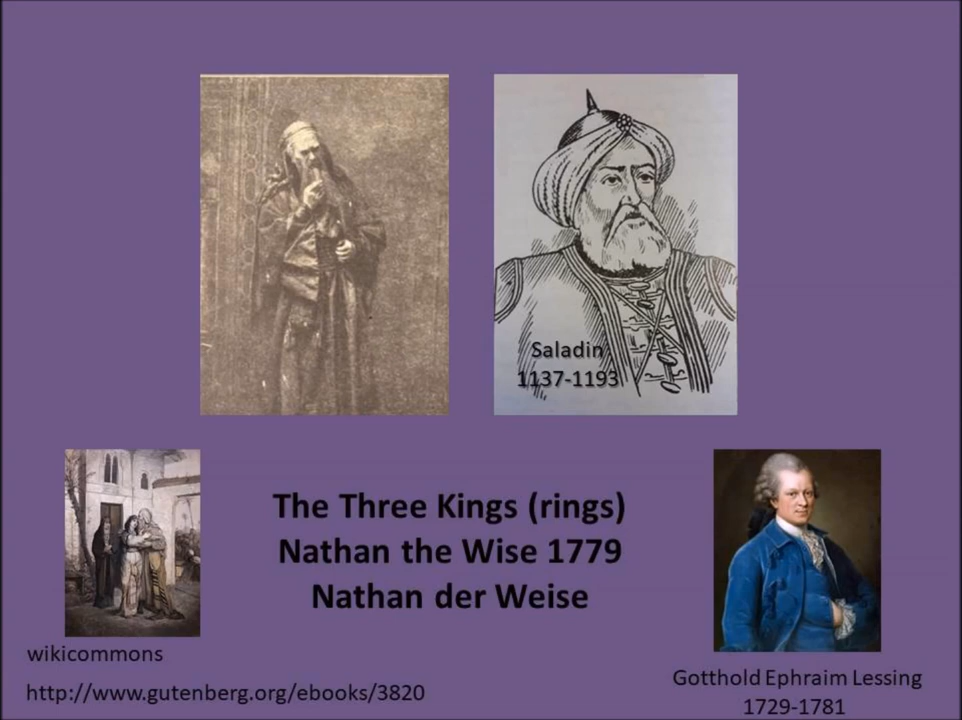 Saladin
1137-1193
The Three Kings (rings)
Nathan the Wise 1779
Nathan der Weise
wikicommons
http://www.gutenberg.org/ebooks/3820
Gotthold Ephraim Lessing
1729-1781